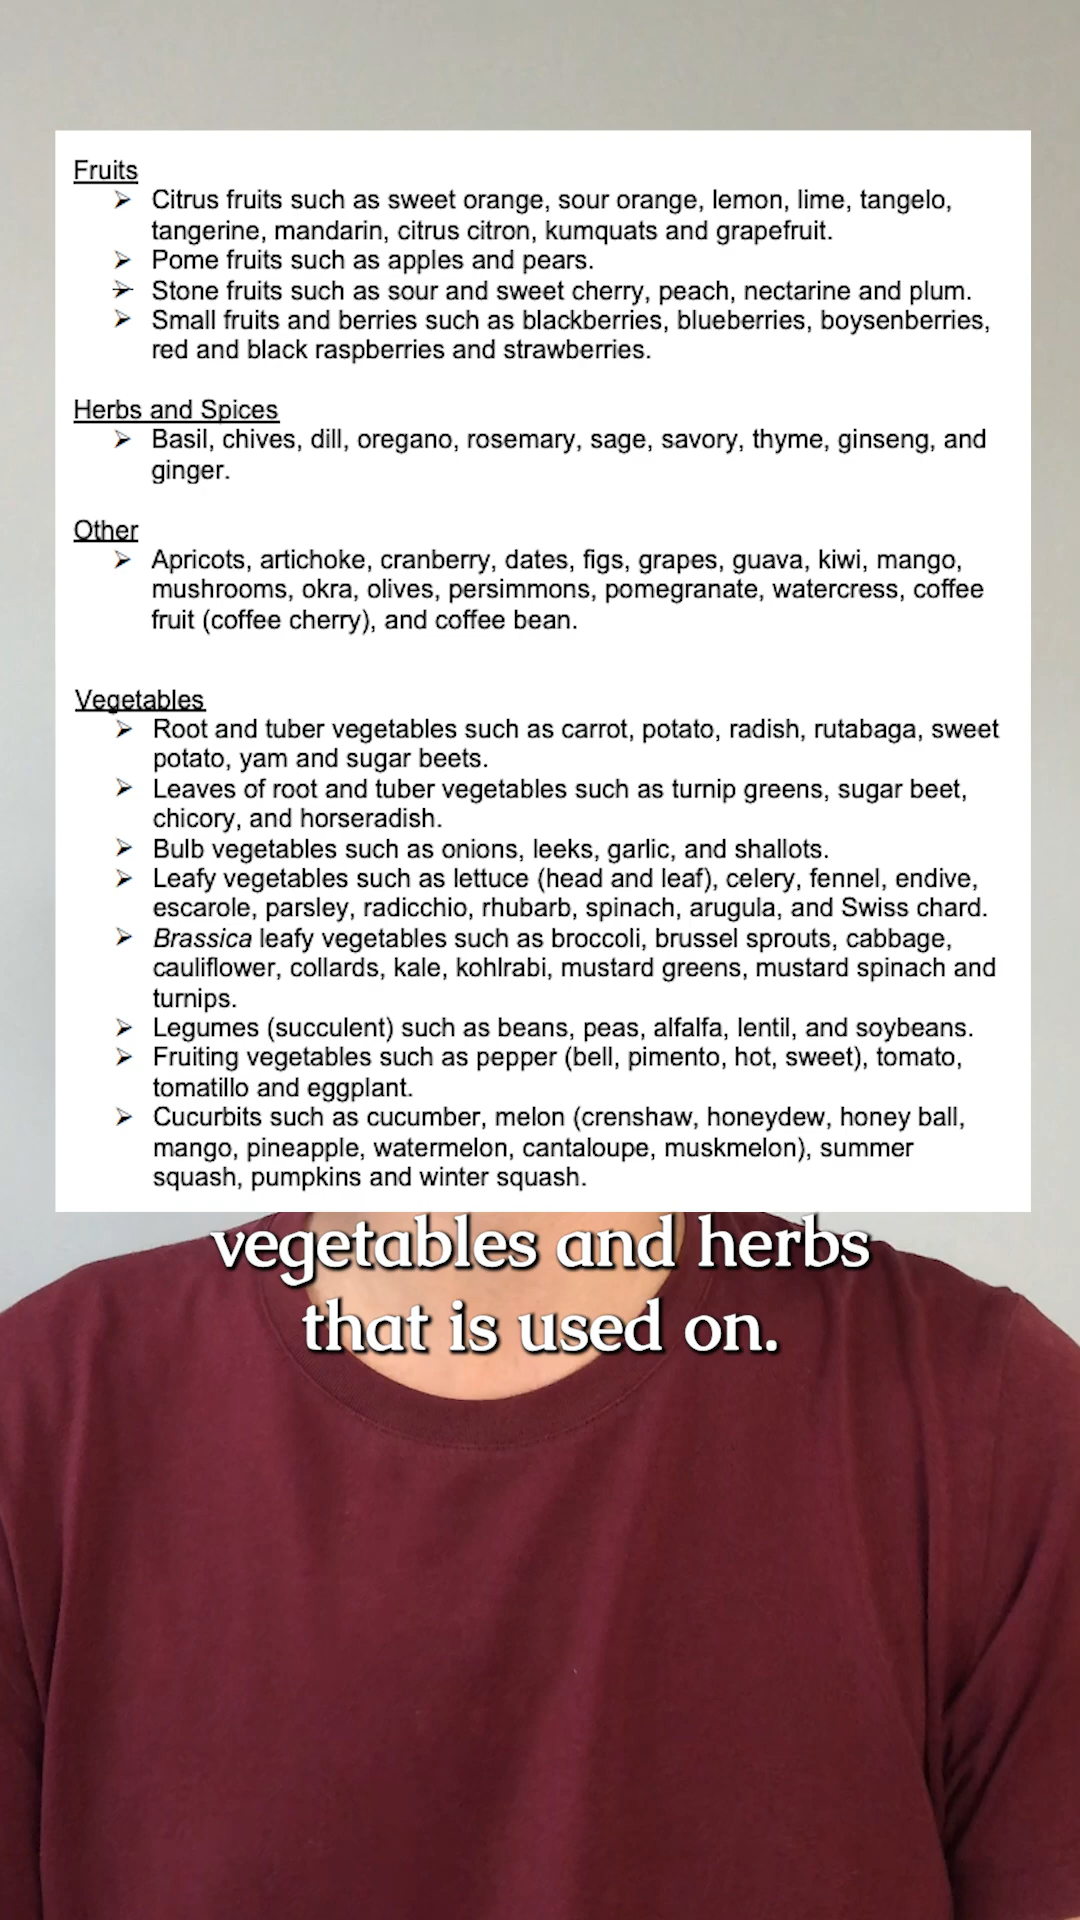 Fruits
➢ Citrus fruits such as sweet orange, sour orange, lemon, lime, tangelo,
tangerine, mandarin, citrus citron, kumquats and grapefruit.
➢ Pome fruits such as apples and pears.
➢ Stone fruits such as sour and sweet cherry, peach, nectarine and plum.
➢ Small fruits and berries such as blackberries, blueberries, boysenberries,
red and black raspberries and strawberries.
Herbs and Spices
➢ Basil, chives, dill, oregano, rosemary, sage, savory, thyme, ginseng, and
ginger.
Other
➢ Apricots, artichoke, cranberry, dates, figs, grapes, guava, kiwi, mango,
mushrooms, okra, olives, persimmons, pomegranate, watercress, coffee
fruit (coffee cherry), and coffee bean.
Vegetables
➢ Root and tuber vegetables such as carrot, potato, radish, rutabaga, sweet
potato, yam and sugar beets.
➢ Leaves of root and tuber vegetables such as turnip greens, sugar beet,
chicory, and horseradish.
➢ Bulb vegetables such as onions, leeks, garlic, and shallots.
➢ Leafy vegetables such as lettuce (head and leaf), celery, fennel, endive,
escarole, parsley, radicchio, rhubarb, spinach, arugula, and Swiss chard.
➢ Brassica leafy vegetables such as broccoli, brussel sprouts, cabbage,
cauliflower, collards, kale, kohlrabi, mustard greens, mustard spinach and
turnips.
➢ Legumes (succulent) such as beans, peas, alfalfa, lentil, and soybeans.
➢ Fruiting vegetables such as pepper (bell, pimento, hot, sweet), tomato,
tomatillo and eggplant.
➢ Cucurbits such as cucumber, melon (crenshaw, honeydew, honey ball,
mango, pineapple, watermelon, cantaloupe, muskmelon), summer
squash, pumpkins and winter squash.
vegetables and herbs
that is used on.